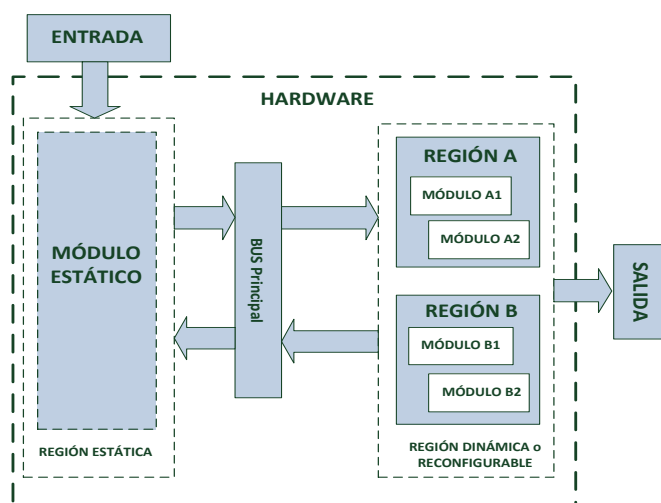 ENTRADA
HARDWARE
MÓDULO
ESTÁTICO
REGIÓN ESTÁTICA
BUS Principal
REGIÓN A
MÓDULO A1
MÓDULO A2
REGIÓN B
MÓDULO B1
MÓDULO B2
REGIÓN DINÁMICA o
RECONFIGURABLE
SALIDA